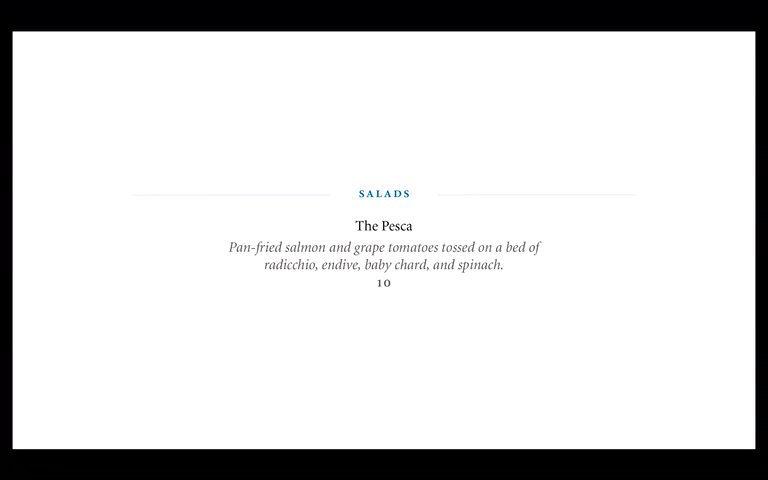 SALADS
The Pesca
Pan-fried salmon and grape tomatoes tossed on a bed of
radicchio, endive, baby chard, and spinach.
10